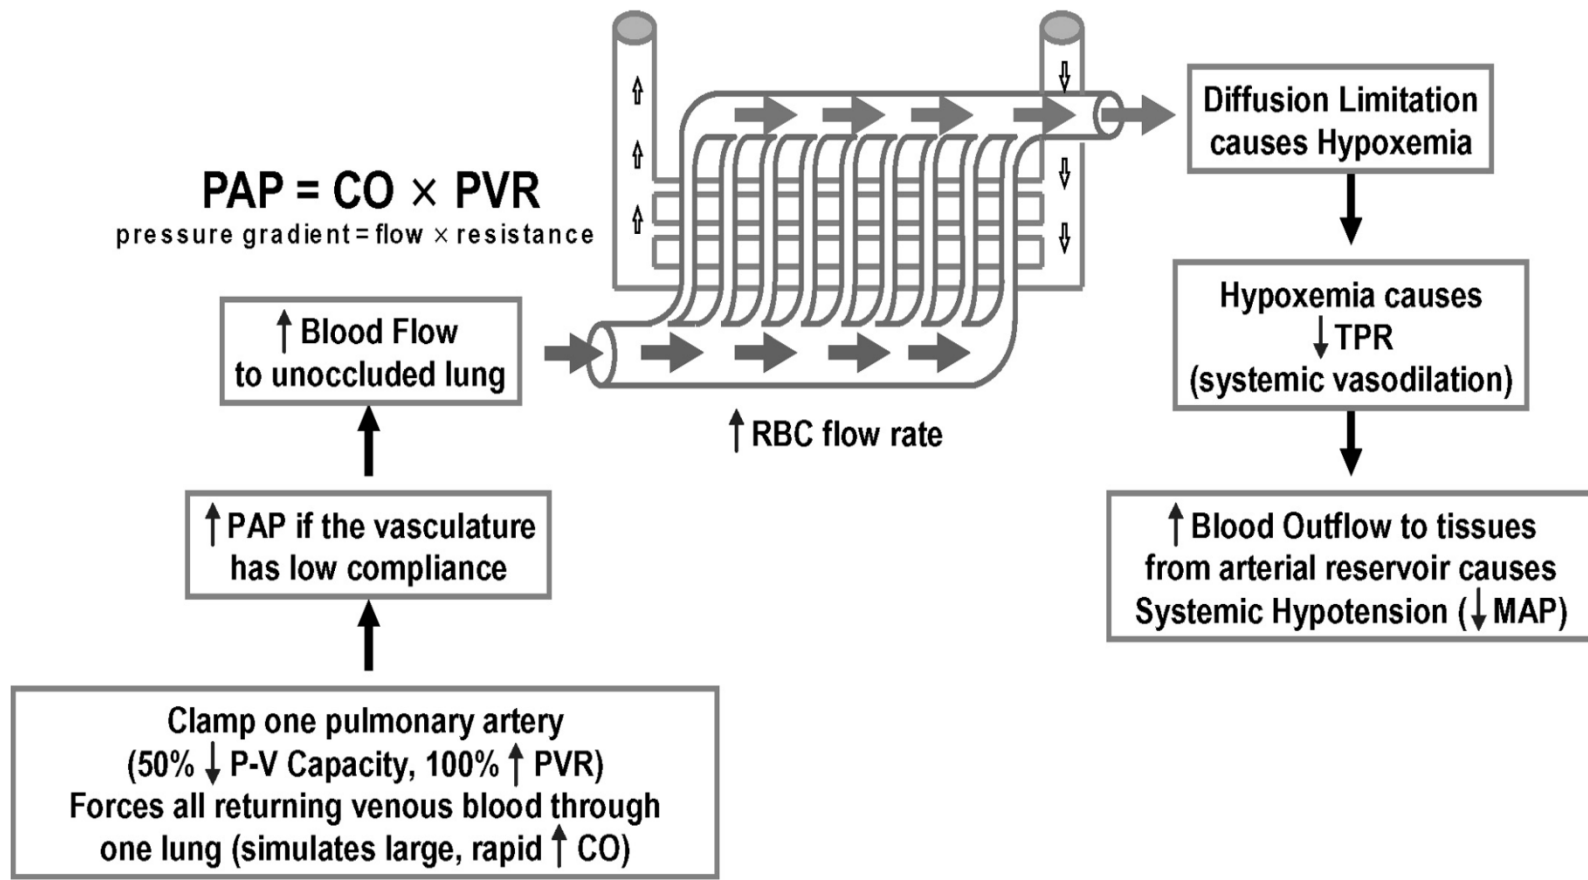 PAP = CO × PVR
pressure gradient = flow × resistance
↑ Blood Flow
to unoccluded lung
↑ PAP if the vasculature
has low compliance
Clamp one pulmonary artery
(50% ↓ P-V Capacity, 100% ↑ PVR)
Forces all returning venous blood through
one lung (simulates large, rapid ↑ CO)
↑ RBC flow rate
Diffusion Limitation
causes Hypoxemia
Hypoxemia causes
↓ TPR
(systemic vasodilation)
↑ Blood Outflow to tissues
from arterial reservoir causes
Systemic Hypotension (↓ MAP)